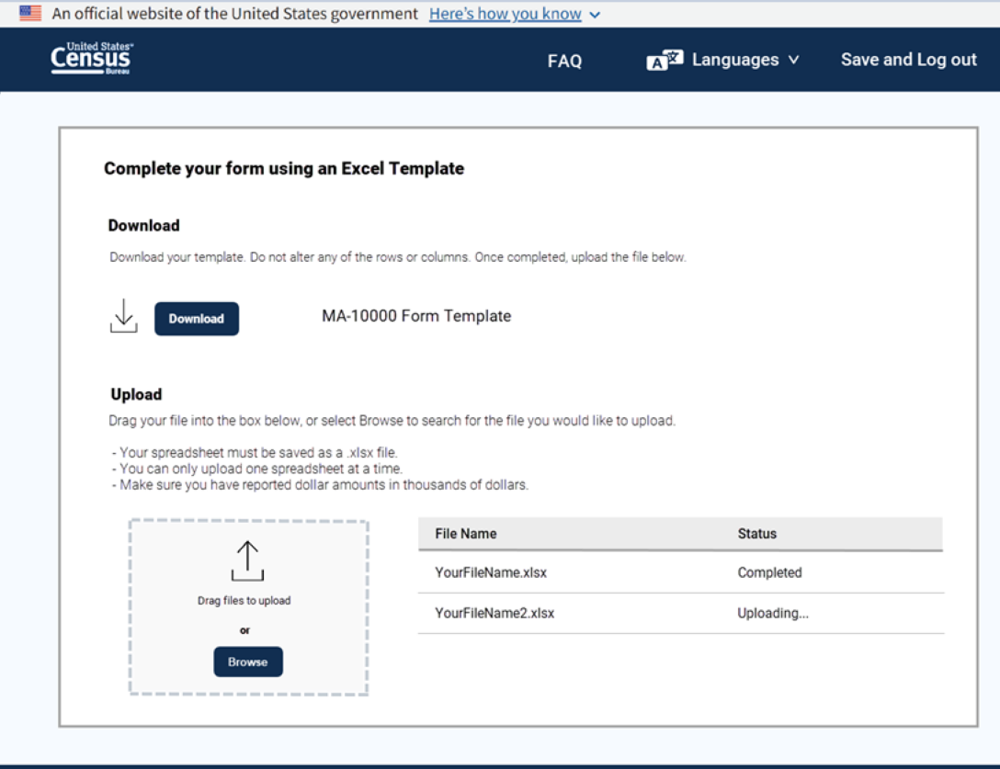 An official website of the United States government Here's how you know
United States®
Census
Bureau
FAQ
Languages
Save and Log out
Complete your form using an Excel Template
Download
Download your template. Do not alter any of the rows or columns. Once completed, upload the file below.
Download
MA-10000 Form Template
Upload
Drag your file into the box below, or select Browse to search for the file you would like to upload.
- Your spreadsheet must be saved as a .xlsx file.
- You can only upload one spreadsheet at a time.
- Make sure you have reported dollar amounts in thousands of dollars.
Drag files to upload
or
Browse
File Name Status
YourFileName.xlsx Completed
YourFileName2.xlsx Uploading...